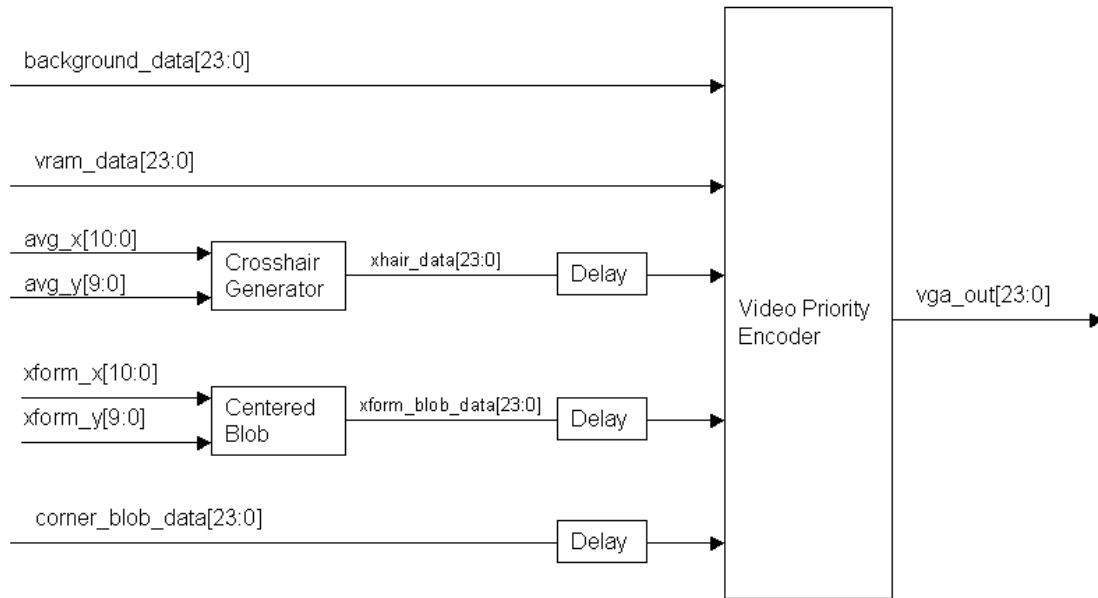 background_data[23:0]
vram_data[23:0]
avg_x[10:0]
avg_y[9:0]
Crosshair
Generator
xhair_data[23:0]
Delay
Video Priority
Encoder
vga_out[23:0]
xform_x[10:0]
xform_y[9:0]
Centered
Blob
xform_blob_data[23:0]
Delay
corner_blob_data[23:0]
Delay